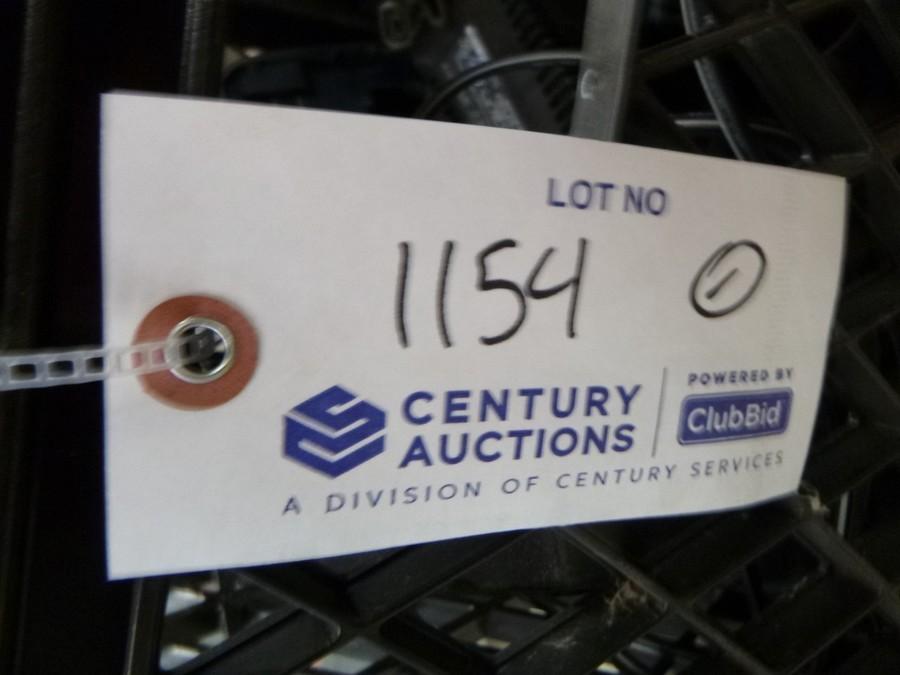 LOT NO
1154 1
CENTURY
AUCTIONS
POWERED BY
ClubBid
A DIVISION OF CENTURY SERVICES